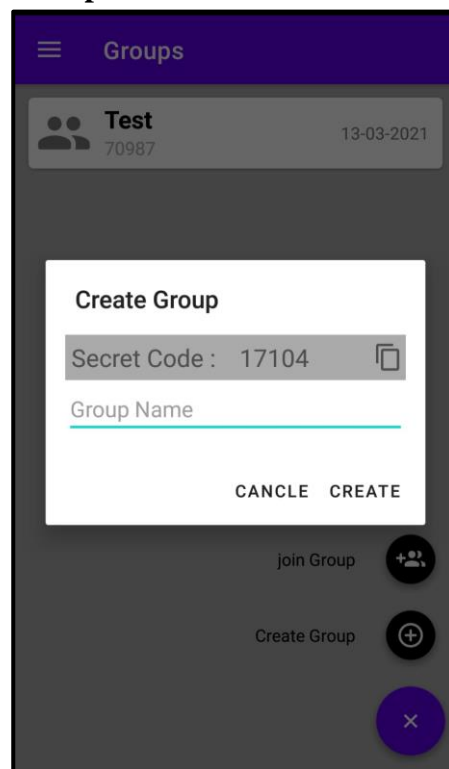 Groups
Test
70987
13-03-2021
Create Group
Secret Code : 17104
Group Name
CANCLE CREATE
join Group
Create Group